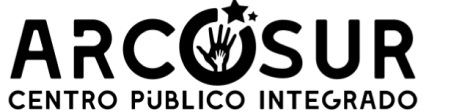 ARCOSUR
CENTRO PÚBLICO INTEGRADO